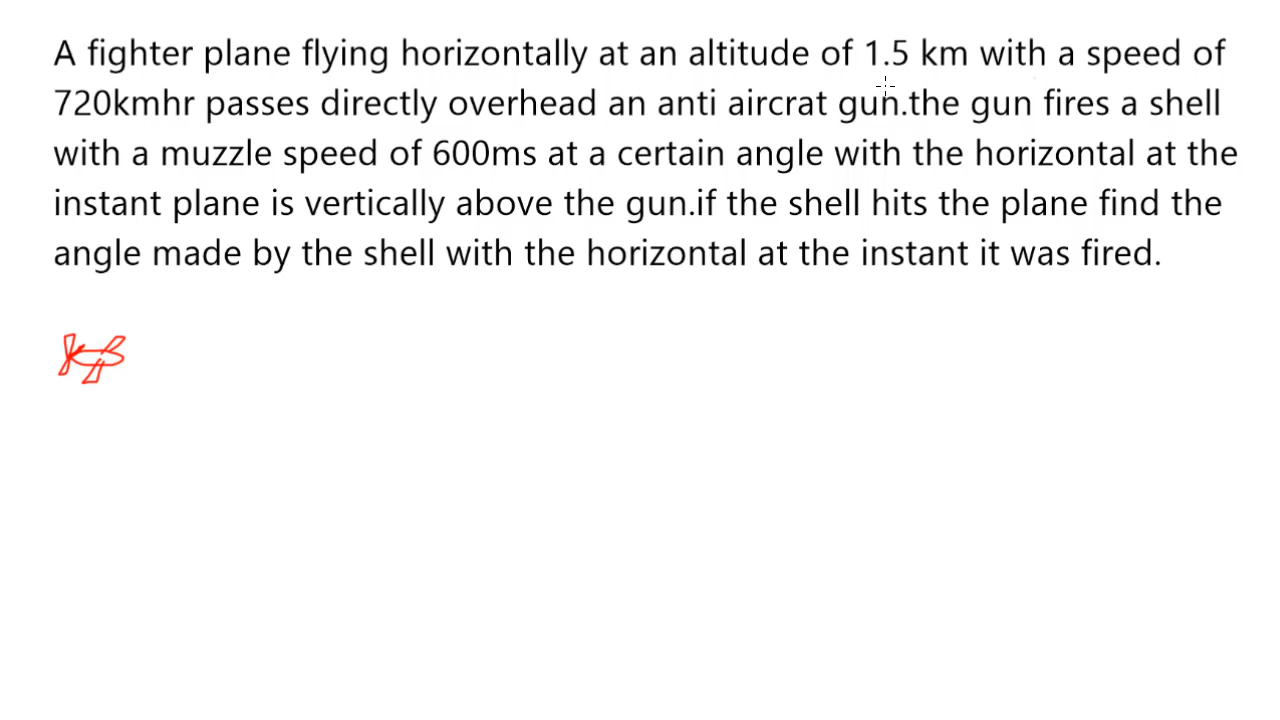 A fighter plane flying horizontally at an altitude of 1.5 km with a speed of
720kmhr passes directly overhead an anti aircrat gun.the gun fires a shell
with a muzzle speed of 600ms at a certain angle with the horizontal at the
instant plane is vertically above the gun.if the shell hits the plane find the
angle made by the shell with the horizontal at the instant it was fired.